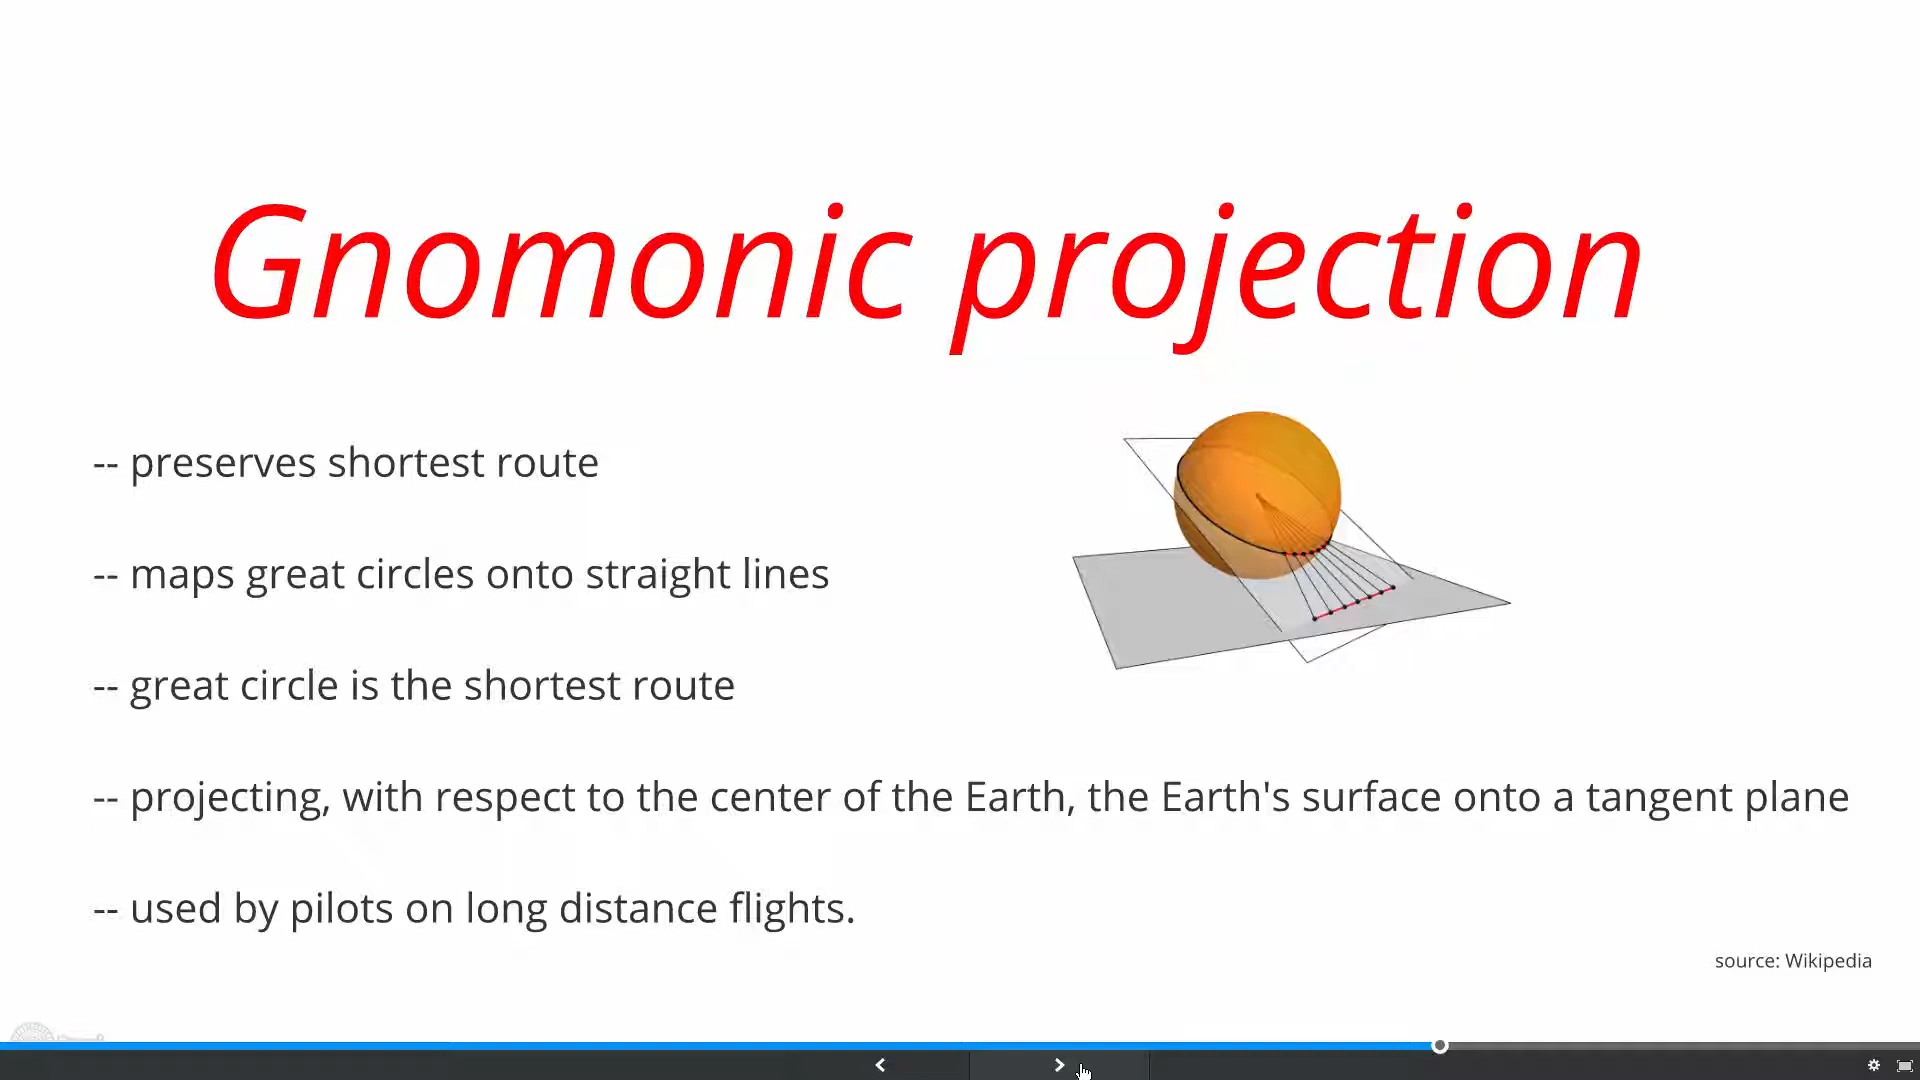 Gnomonic projection
-- preserves shortest route
-- maps great circles onto straight lines
-- great circle is the shortest route
-- projecting, with respect to the center of the Earth, the Earth's surface onto a tangent plane
-- used by pilots on long distance flights.
source: Wikipedia